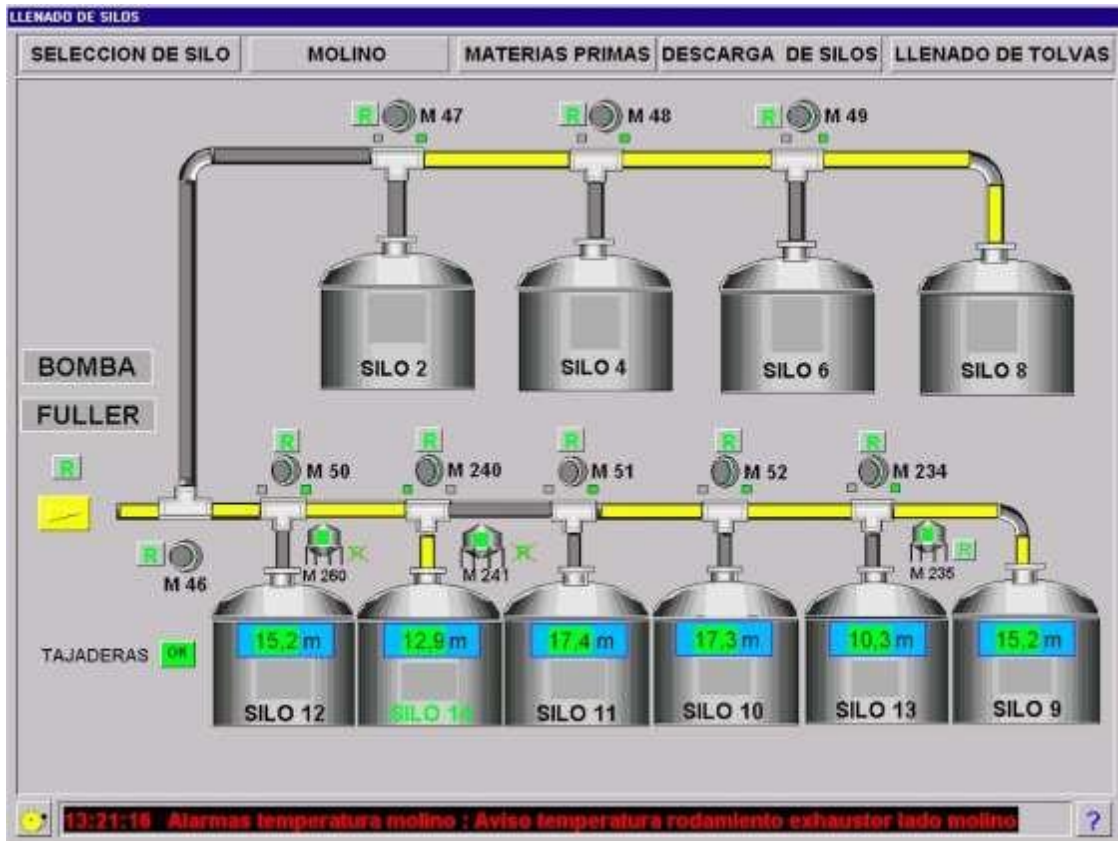 LLENADO DE SILOS
SELECCION DE SILO MOLINO MATERIAS PRIMAS DESCARGA DE SILOS LLENADO DE TOLVAS
R M 47 R M 48 R M 49
SILO 2 SILO 4 SILO 6 SILO 8
BOMBA
FULLER
R R R R R R
M 50 M 240 M 51 M 52 M 234
R M 46 M 260 M 241 M 235 R
TAJADERAS
15,2 m 12,9 m 17,4 m 17,3 m 10,3 m 15,2 m
SILO 12 SILO SILO 11 SILO 10 SILO 13 SILO 9
13:21:16 Alarmas temperatura molino : Aviso temperatura rodamiento exhaustor lado molino ?